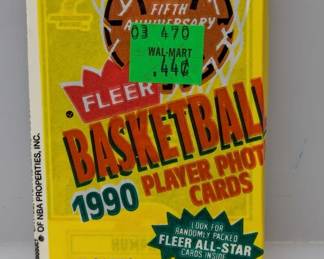 FIFTH
ANNIVERSARY
03 470
WAL-MART
.44¢
FLEER
BASKETBALL
1990
PLAYER PHOT
CARDS
LOOK FOR
RANDOMLY PACKED
FLEER ALL-STAR
CARDS INSIDE
OF NBA PROPERTIES, INC.